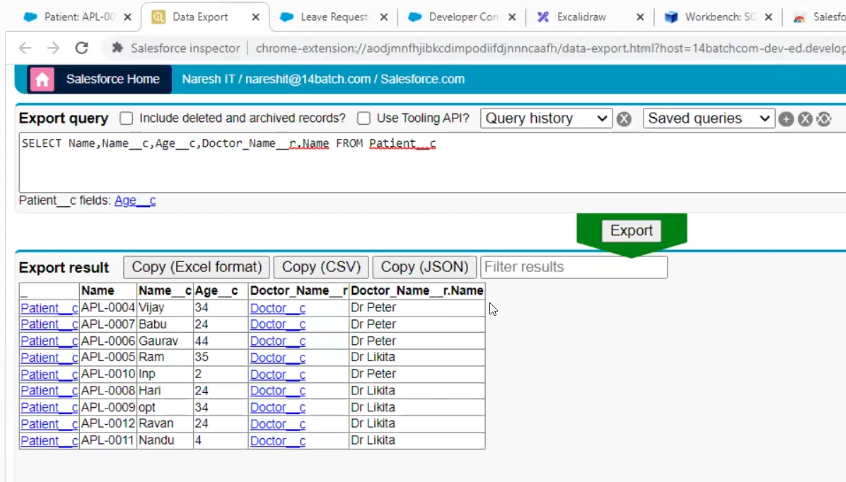 Patient: APL-00
Data Export
Leave Request
Developer Con
Excalidraw
Workbench: SO
Salesfo
Salesforce inspector
chrome-extension://aodjmnfhjibkcdimpodiifdjnnncaafh/data-export.html?host=14batchcom-dev-ed.develop
Salesforce Home
Naresh IT / nareshit@14batch.com / Salesforce.com
Export query
Include deleted and archived records?
Use Tooling API?
Query history
Saved queries
SELECT Name,Name__c,Age__c,Doctor_Name__r.Name FROM Patient__c
Patient__c fields: Age__c
Export
Export result
Copy (Excel format)
Copy (CSV)
Copy (JSON)
Filter results
_ Name Name__c Age__c Doctor_Name__r Doctor_Name__r.Name
Patient__c APL-0004 Vijay 34 Doctor__c Dr Peter
Patient__c APL-0007 Babu 24 Doctor__c Dr Peter
Patient__c APL-0006 Gaurav 44 Doctor__c Dr Peter
Patient__c APL-0005 Ram 35 Doctor__c Dr Likita
Patient__c APL-0010 Inp 2 Doctor__c Dr Peter
Patient__c APL-0008 Hari 24 Doctor__c Dr Likita
Patient__c APL-0009 opt 34 Doctor__c Dr Likita
Patient__c APL-0012 Ravan 24 Doctor__c Dr Likita
Patient__c APL-0011 Nandu 4 Doctor__c Dr Likita